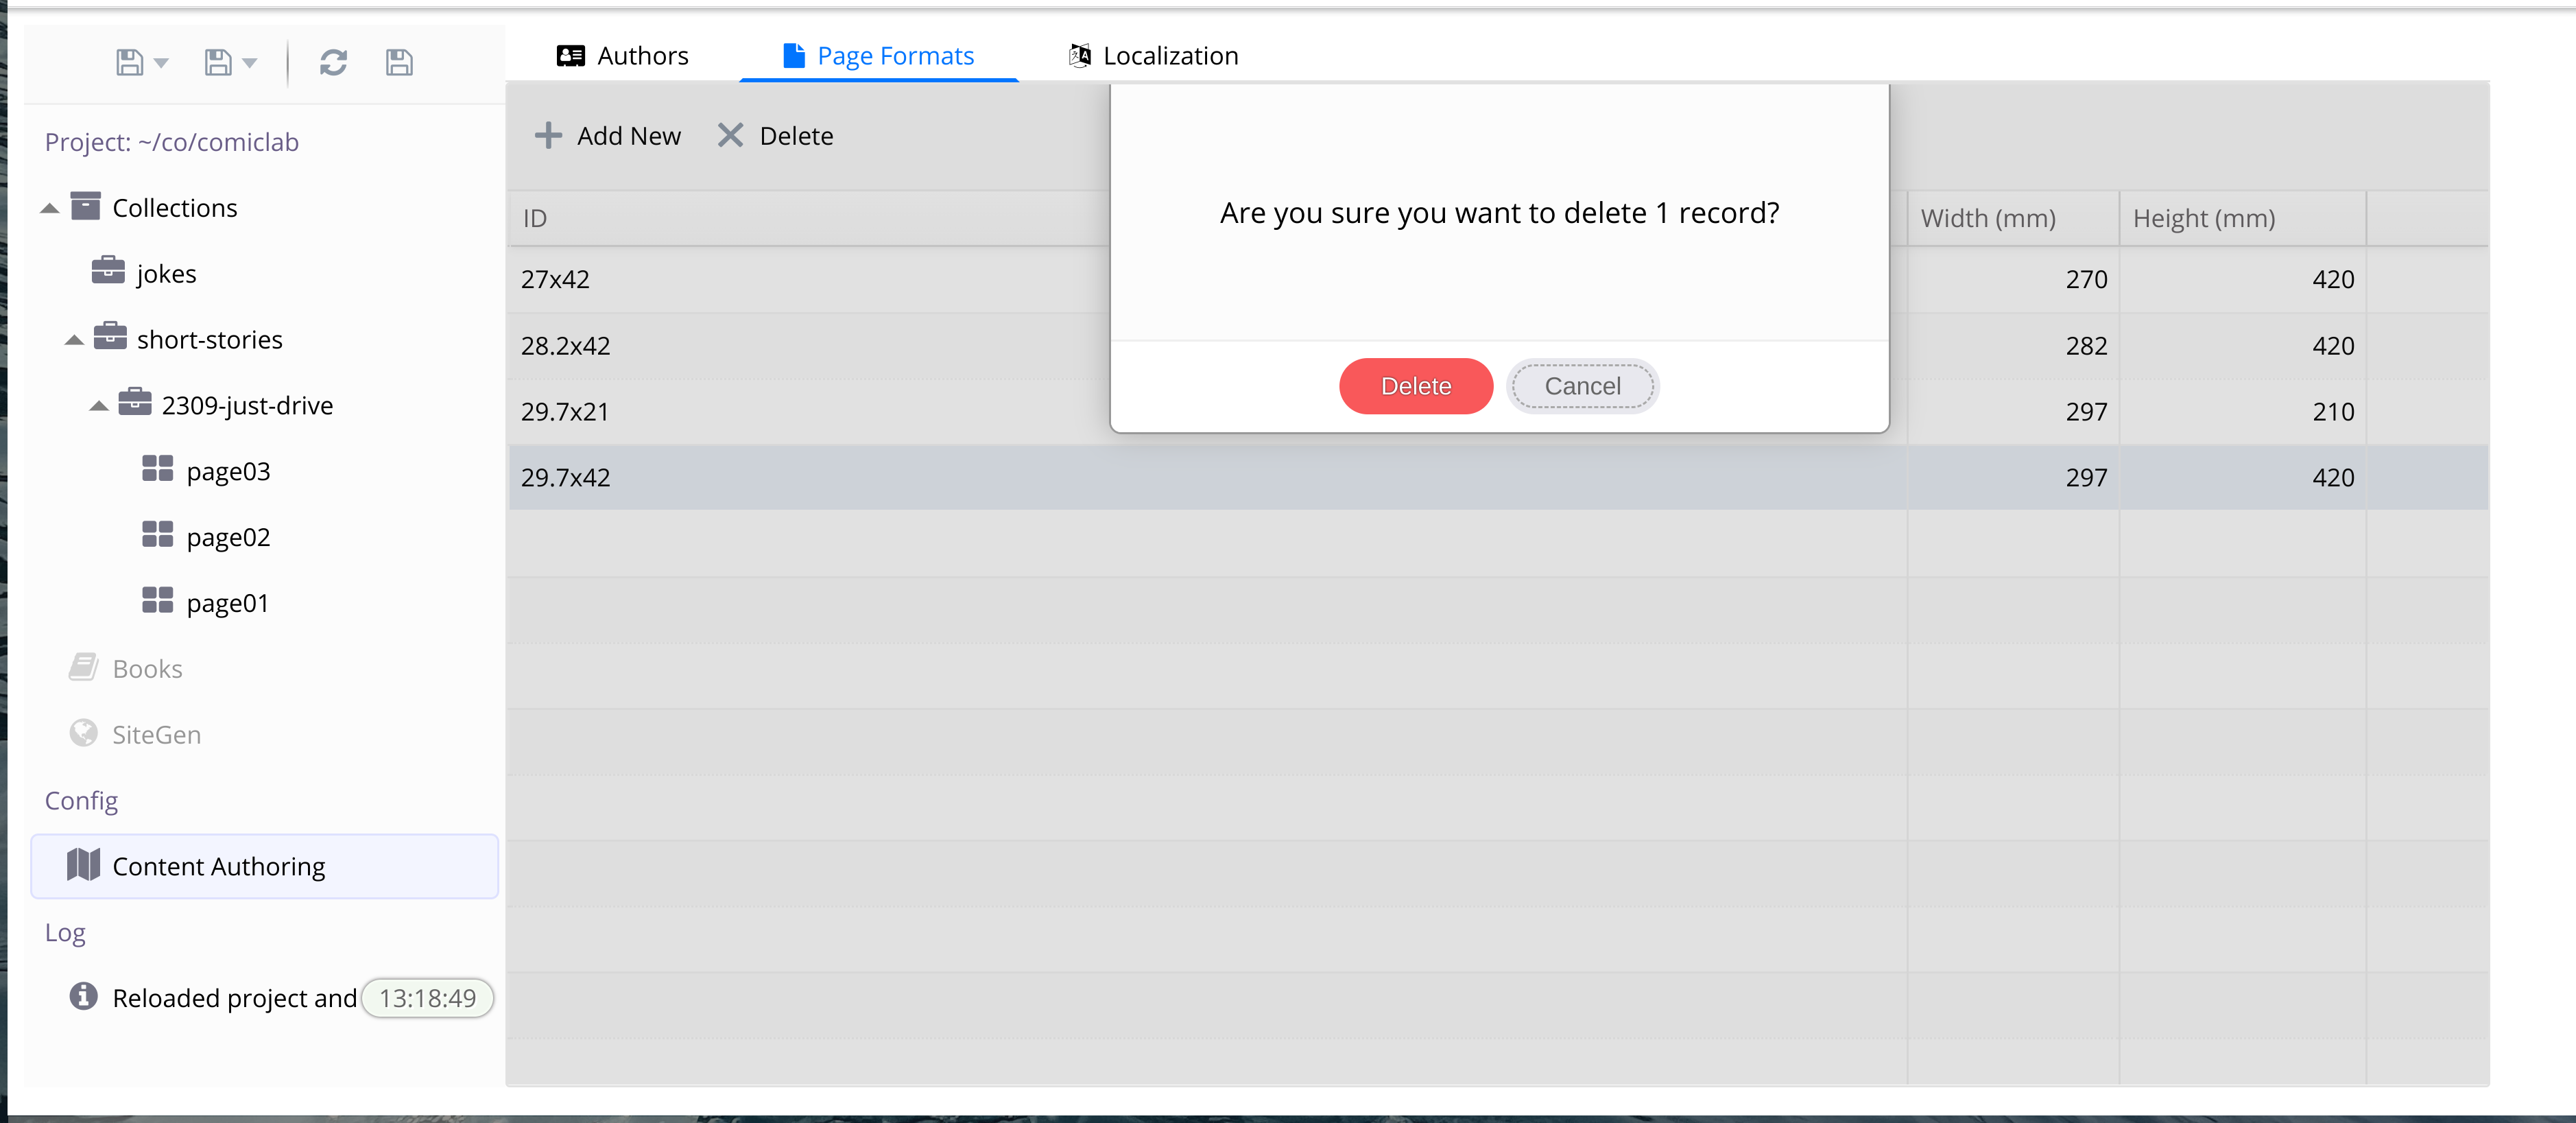 Authors
Page Formats
Localization
Project: ~/co/comiclab
Collections
jokes
short-stories
2309-just-drive
page03
page02
page01
Books
SiteGen
Config
Content Authoring
Log
Reloaded project and 13:18:49
Add New
Delete
ID Width (mm) Height (mm)
27x42 270 420
28.2x42 282 420
29.7x21 297 210
29.7x42 297 420
Are you sure you want to delete 1 record?
Delete Cancel